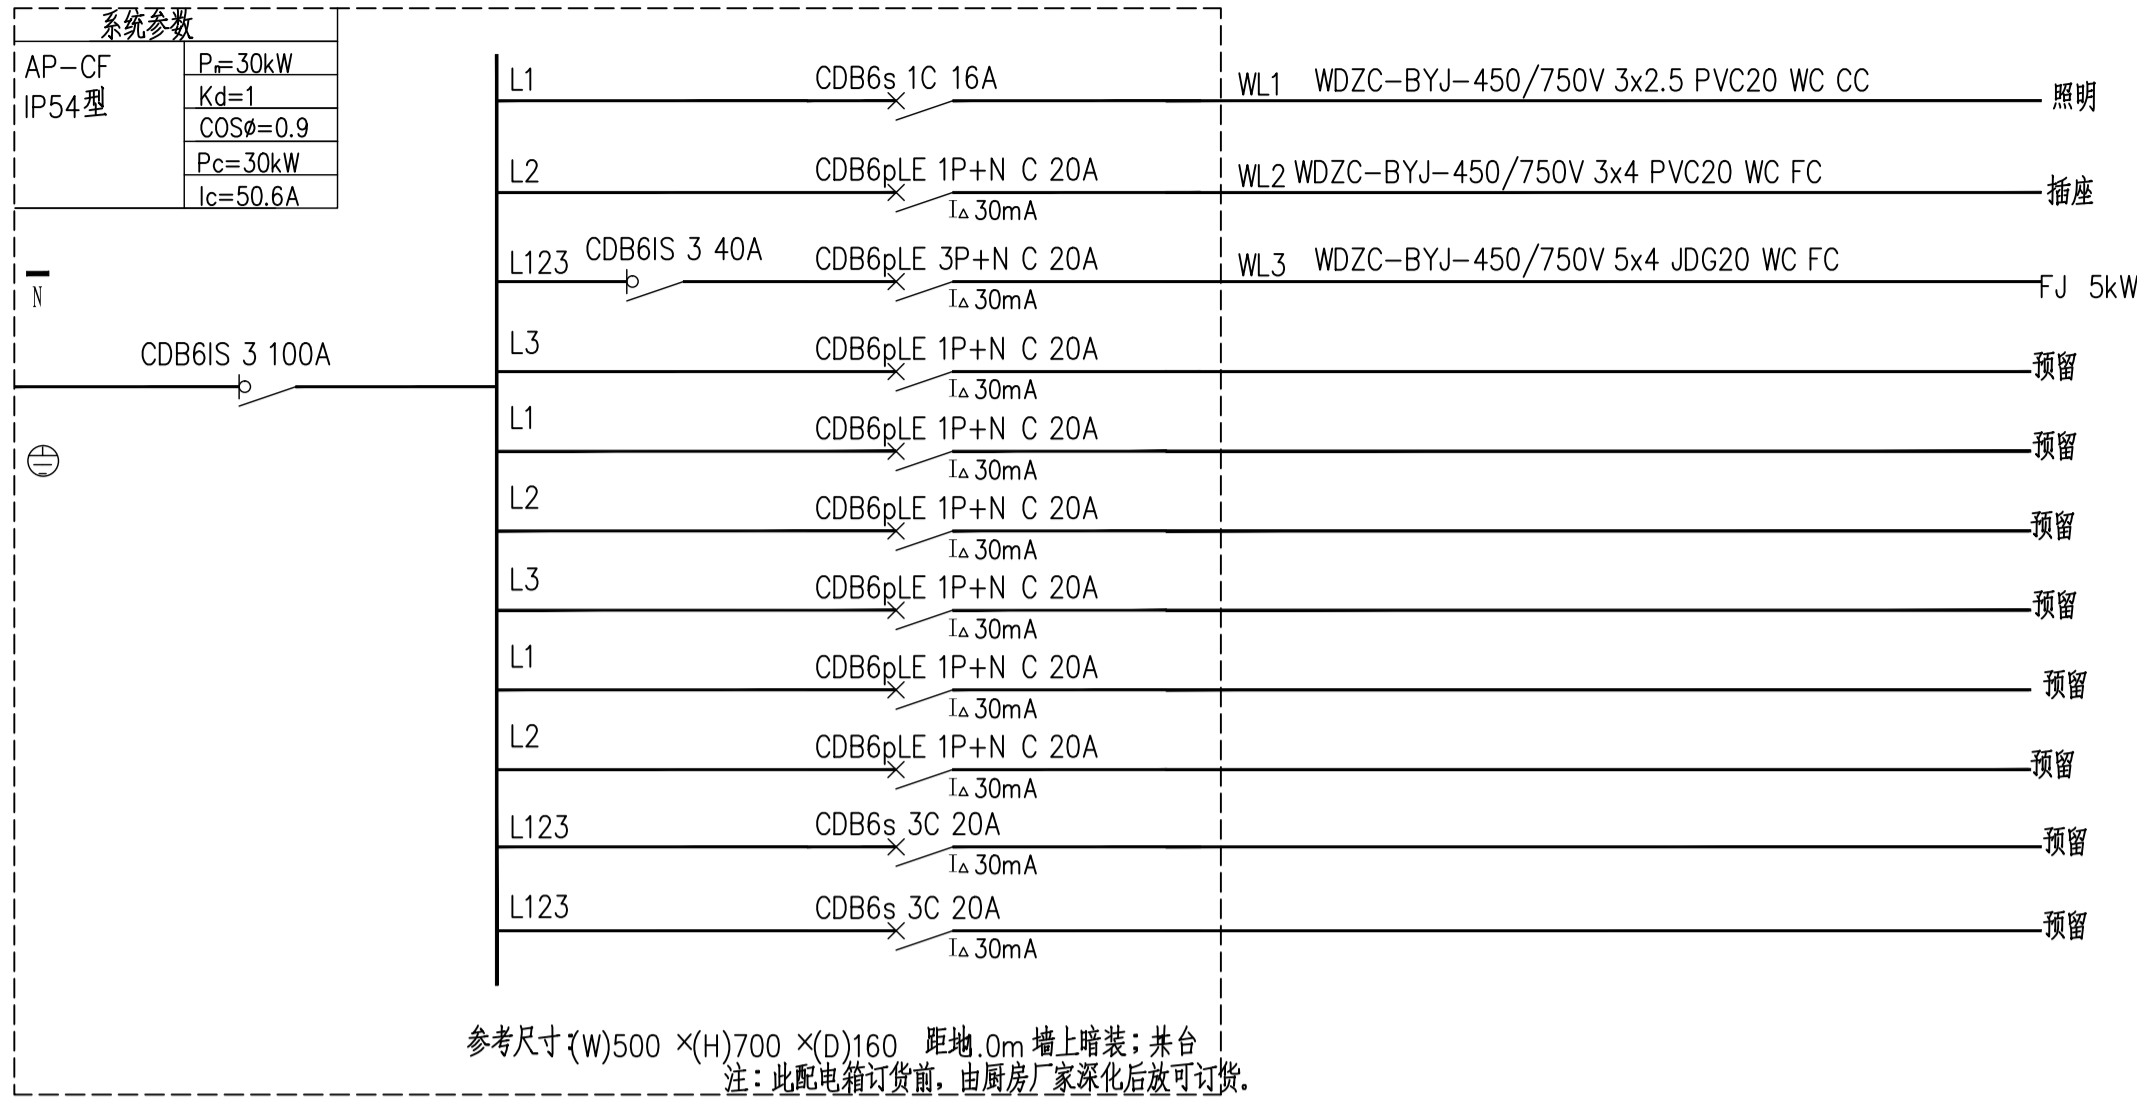 系统参数
AP-CF
IP54型
Pn=30kW
Kd=1
COSø=0.9
Pc=30kW
Ic=50.6A
N
CDB6IS 3 100A
L1 CDB6s 1C 16A WL1 WDZC-BYJ-450/750V 3x2.5 PVC20 WC CC 照明
L2 CDB6pLE 1P+N C 20A WL2 WDZC-BYJ-450/750V 3x4 PVC20 WC FC 插座
I△ 30mA
L123 CDB6IS 3 40A CDB6pLE 3P+N C 20A WL3 WDZC-BYJ-450/750V 5x4 JDG20 WC FC FJ 5kW
I△ 30mA
L3 CDB6pLE 1P+N C 20A 预留
I△ 30mA
L1 CDB6pLE 1P+N C 20A 预留
I△ 30mA
L2 CDB6pLE 1P+N C 20A 预留
I△ 30mA
L3 CDB6pLE 1P+N C 20A 预留
I△ 30mA
L1 CDB6pLE 1P+N C 20A 预留
I△ 30mA
L2 CDB6pLE 1P+N C 20A 预留
I△ 30mA
L123 CDB6s 3C 20A 预留
I△ 30mA
L123 CDB6s 3C 20A 预留
I△ 30mA
参考尺寸:(W)500 ×(H)700 ×(D)160 距地1.0m 墙上暗装；共台
注：此配电箱订货前，由厨房厂家深化后放可订货。